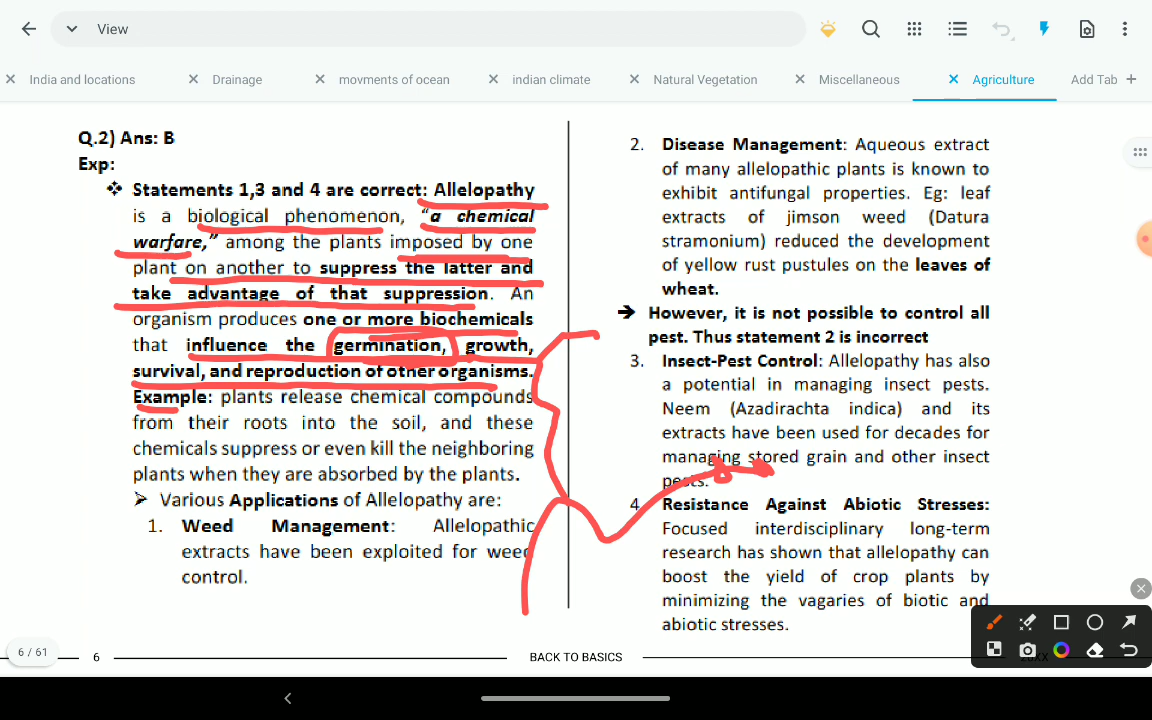 View
India and locations
Drainage
movments of ocean
indian climate
Natural Vegetation
Miscellaneous
Agriculture
Add Tab +
Q.2) Ans: B
Exp:
❖ Statements 1,3 and 4 are correct: Allelopathy
is a biological phenomenon, “a chemical
warfare,” among the plants imposed by one
plant on another to suppress the latter and
take advantage of that suppression. An
organism produces one or more biochemicals
that influence the germination, growth,
survival, and reproduction of other organisms.
Example: plants release chemical compounds
from their roots into the soil, and these
chemicals suppress or even kill the neighboring
plants when they are absorbed by the plants.
➢ Various Applications of Allelopathy are:
1. Weed Management: Allelopathic
extracts have been exploited for weed
control.
2. Disease Management: Aqueous extract
of many allelopathic plants is known to
exhibit antifungal properties. Eg: leaf
extracts of jimson weed (Datura
stramonium) reduced the development
of yellow rust pustules on the leaves of
wheat.
➔ However, it is not possible to control all
pest. Thus statement 2 is incorrect
3. Insect-Pest Control: Allelopathy has also
a potential in managing insect pests.
Neem (Azadirachta indica) and its
extracts have been used for decades for
managing stored grain and other insect
pests.
4. Resistance Against Abiotic Stresses:
Focused interdisciplinary long-term
research has shown that allelopathy can
boost the yield of crop plants by
minimizing the vagaries of biotic and
abiotic stresses.
6 / 61
6
BACK TO BASICS